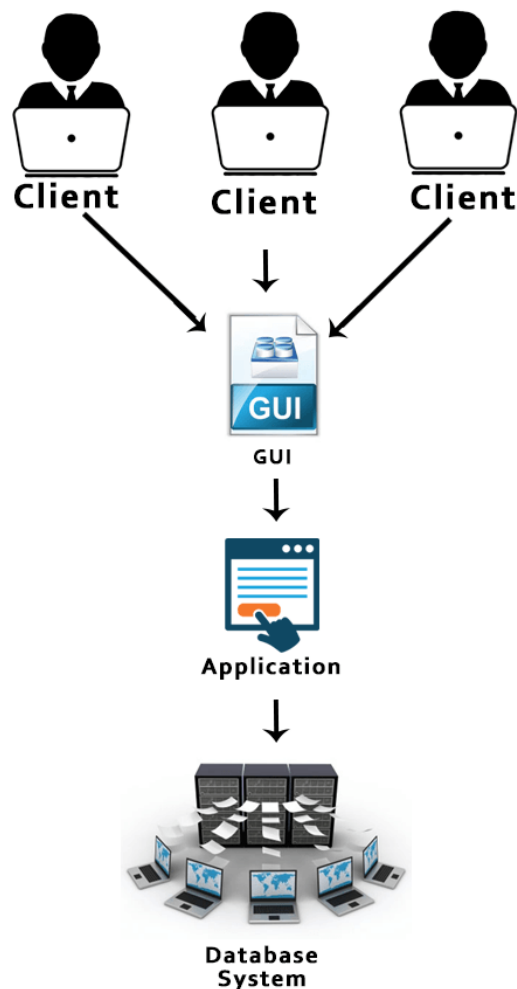 Client
Client
Client
GUI
GUI
Application
Database
System